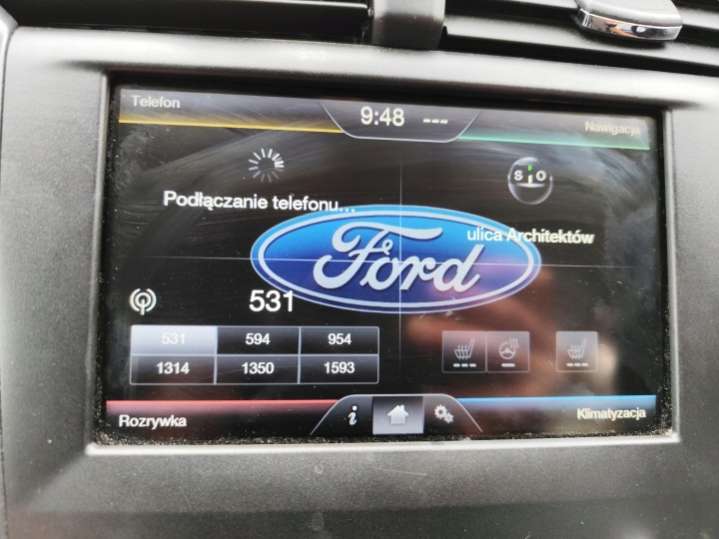 Telefon
9:48 ---
Nawigacja
S O
Podłączanie telefonu...
ulica Architektów
Ford
531
531 594 954
1314 1350 1593
--- ---
Rozrywka
i
Klimatyzacja